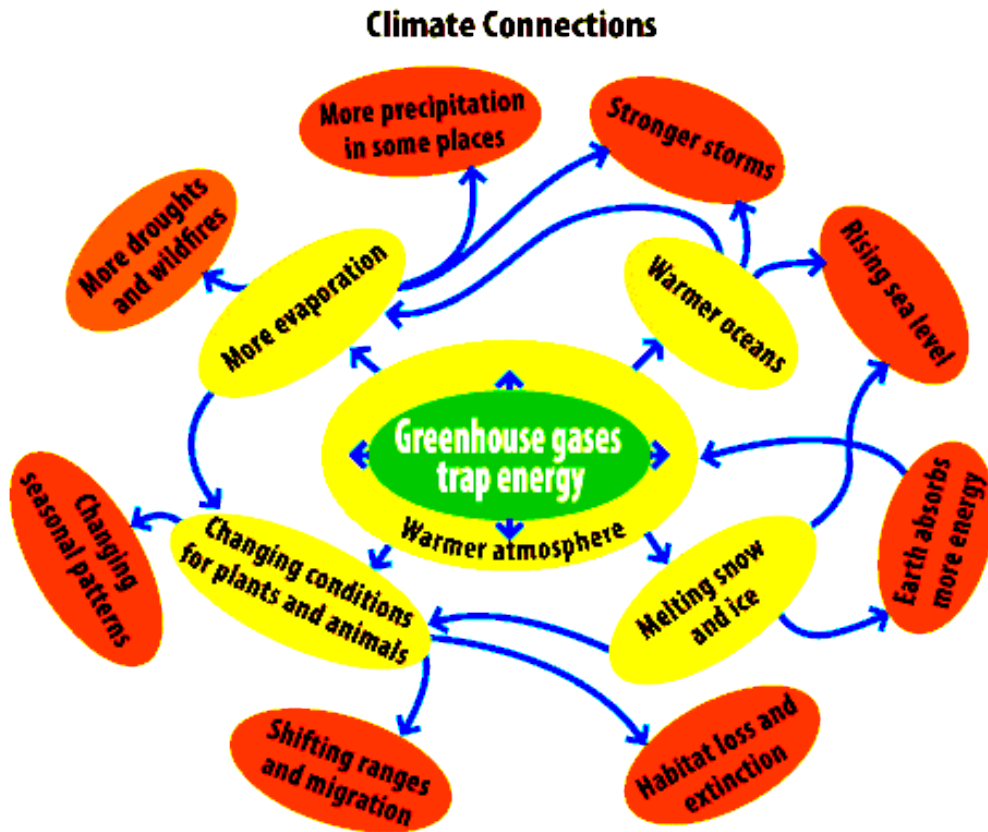 Climate Connections
More precipitation
in some places
Stronger storms
More droughts
and wildfires
More evaporation
Warmer oceans
Rising sea level
Greenhouse gases
trap energy
Warmer atmosphere
Changing
seasonal patterns
Changing conditions
for plants and animals
Melting snow
and ice
Earth absorbs
more energy
Shifting ranges
and migration
Habitat loss and
extinction